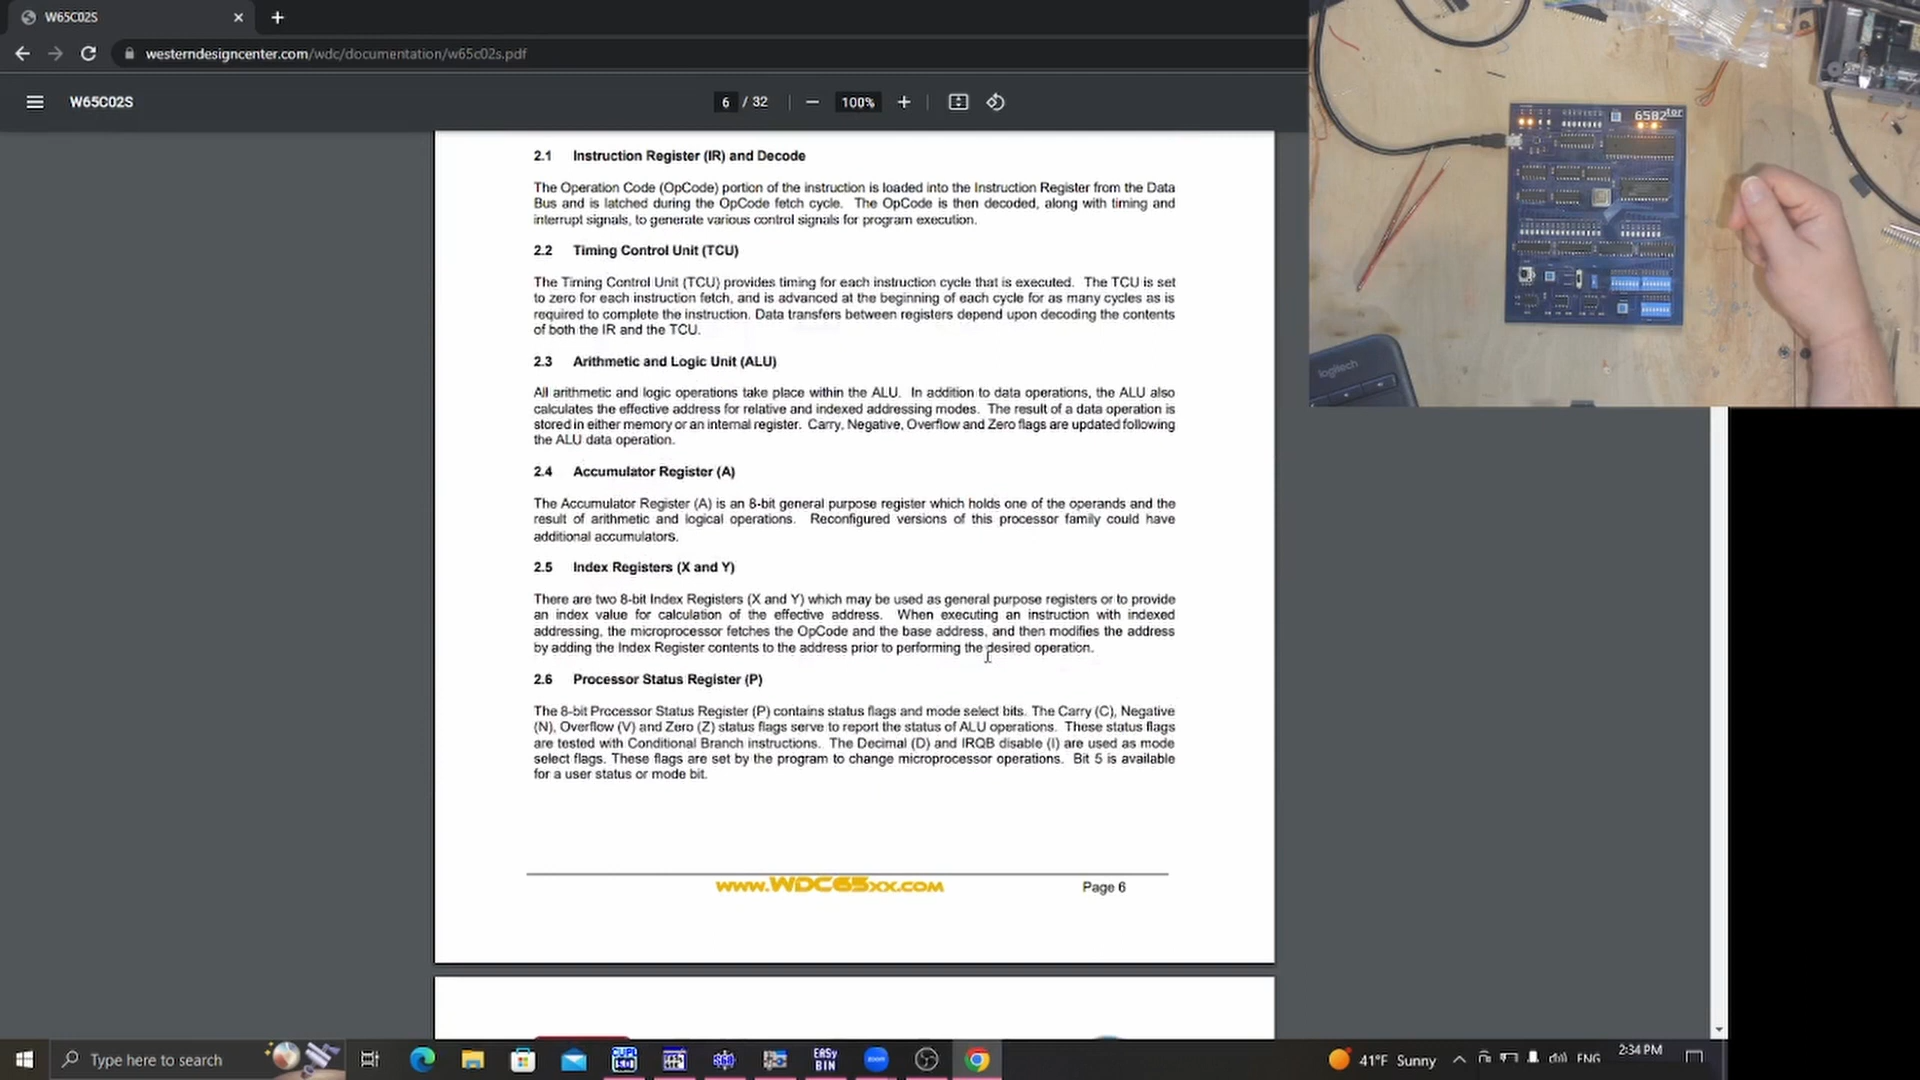 W65C02S
westerndesigncenter.com/wdc/documentation/w65c02s.pdf
W65C02S
6 / 32
100%
2.1 Instruction Register (IR) and Decode
The Operation Code (OpCode) portion of the instruction is loaded into the Instruction Register from the Data
Bus and is latched during the OpCode fetch cycle. The OpCode is then decoded, along with timing and
interrupt signals, to generate various control signals for program execution.
2.2 Timing Control Unit (TCU)
The Timing Control Unit (TCU) provides timing for each instruction cycle that is executed. The TCU is set
to zero for each instruction fetch, and is advanced at the beginning of each cycle for as many cycles as is
required to complete the instruction. Data transfers between registers depend upon decoding the contents
of both the IR and the TCU.
2.3 Arithmetic and Logic Unit (ALU)
All arithmetic and logic operations take place within the ALU. In addition to data operations, the ALU also
calculates the effective address for relative and indexed addressing modes. The result of a data operation is
stored in either memory or an internal register. Carry, Negative, Overflow and Zero flags are updated following
the ALU data operation.
2.4 Accumulator Register (A)
The Accumulator Register (A) is an 8-bit general purpose register which holds one of the operands and the
result of arithmetic and logical operations. Reconfigured versions of this processor family could have
additional accumulators.
2.5 Index Registers (X and Y)
There are two 8-bit Index Registers (X and Y) which may be used as general purpose registers or to provide
an index value for calculation of the effective address. When executing an instruction with indexed
addressing, the microprocessor fetches the OpCode and the base address, and then modifies the address
by adding the Index Register contents to the address prior to performing the desired operation.
2.6 Processor Status Register (P)
The 8-bit Processor Status Register (P) contains status flags and mode select bits. The Carry (C), Negative
(N), Overflow (V) and Zero (Z) status flags serve to report the status of ALU operations. These status flags
are tested with Conditional Branch instructions. The Decimal (D) and IRQB disable (I) are used as mode
select flags. These flags are set by the program to change microprocessor operations. Bit 5 is available
for a user status or mode bit.
www.WDC65xx.com
Page 6
6502tor
logitech
Type here to search
CUPL
EASy
BIN
zoom
41°F Sunny
ENG
2:34 PM